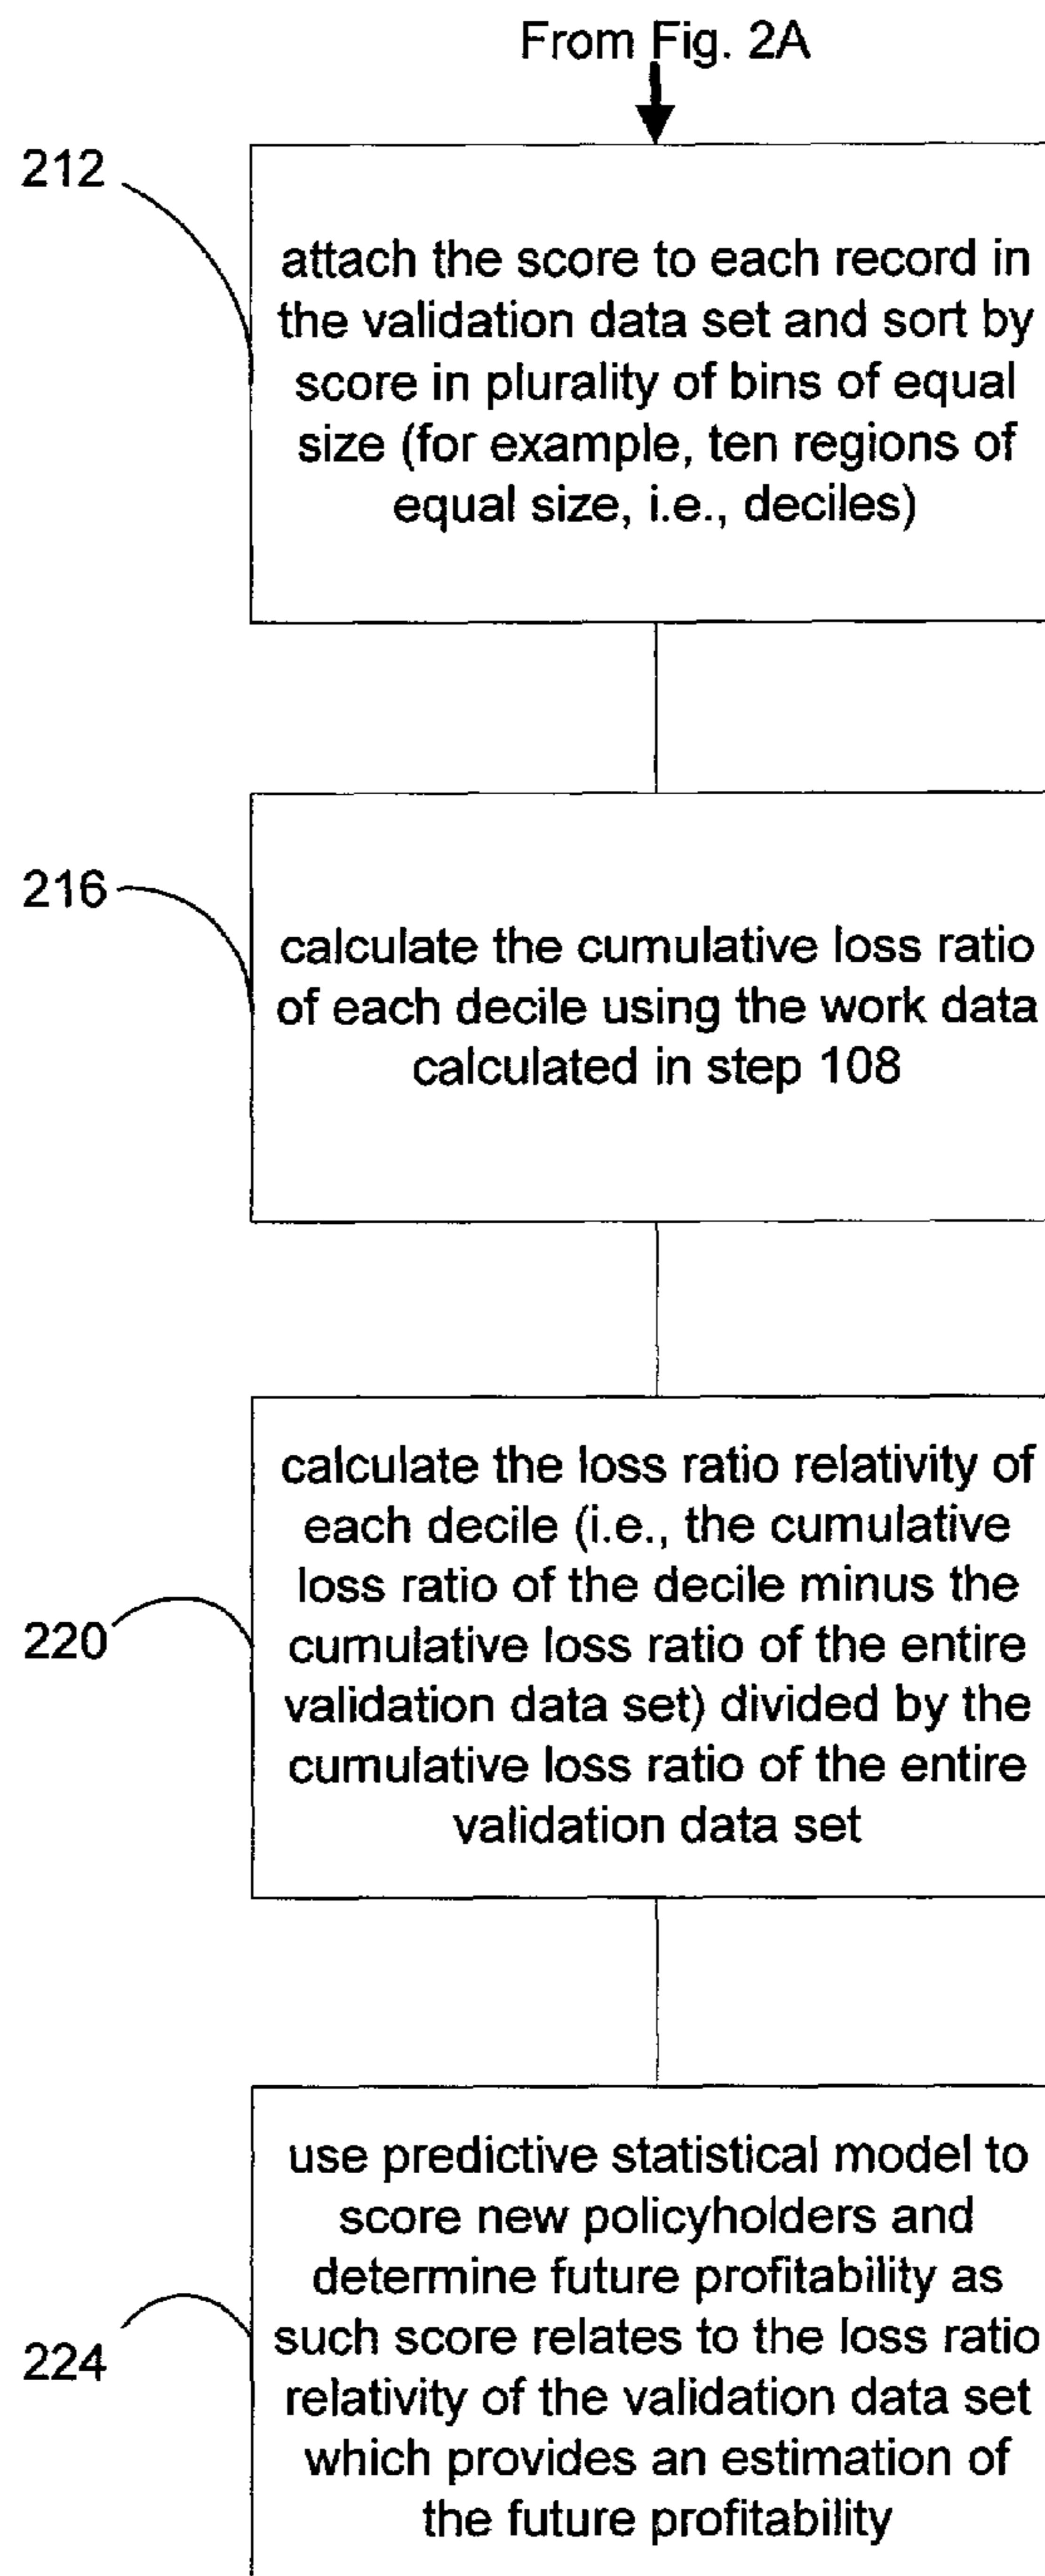 From Fig. 2A
212
attach the score to each record in
the validation data set and sort by
score in plurality of bins of equal
size (for example, ten regions of
equal size, i.e., deciles)
216
calculate the cumulative loss ratio
of each decile using the work data
calculated in step 108
220
calculate the loss ratio relativity of
each decile (i.e., the cumulative
loss ratio of the decile minus the
cumulative loss ratio of the entire
validation data set) divided by the
cumulative loss ratio of the entire
validation data set
224
use predictive statistical model to
score new policyholders and
determine future profitability as
such score relates to the loss ratio
relativity of the validation data set
which provides an estimation of
the future profitability